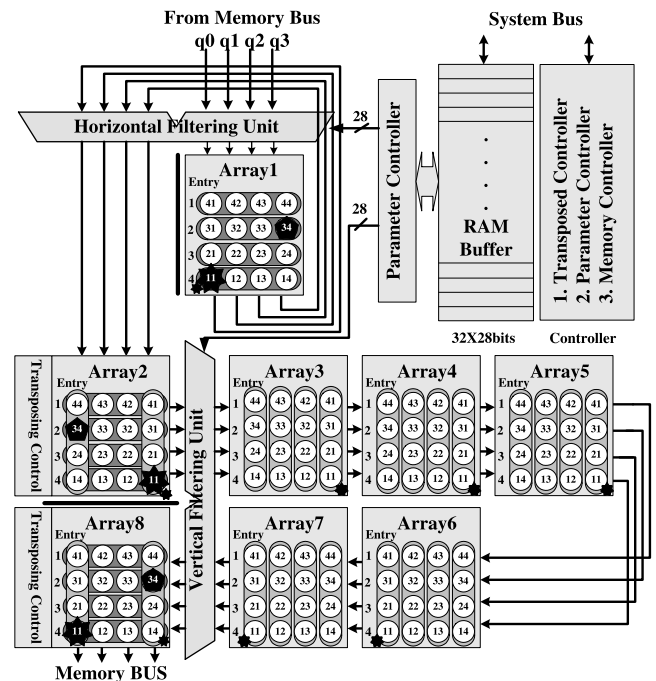 From Memory Bus
q0 q1 q2 q3
System Bus
Horizontal Filtering Unit
28
28
Parameter Controller
RAM
Buffer
32X28bits
1. Transposed Controller
2. Parameter Controller
3. Memory Controller
Controller
Array1
Entry
1 41 42 43 44
2 31 32 33 34
3 21 22 23 24
4 11 12 13 14
Transposing Control
Array2
Entry
1 44 43 42 41
2 34 33 32 31
3 24 23 22 21
4 14 13 12 11
Vertical Filtering Unit
Array3
Entry
1 44 43 42 41
2 34 33 32 31
3 24 23 22 21
4 14 13 12 11
Array4
Entry
1 44 43 42 41
2 34 33 32 31
3 24 23 22 21
4 14 13 12 11
Array5
Entry
1 44 43 42 41
2 34 33 32 31
3 24 23 22 21
4 14 13 12 11
Transposing Control
Array8
Entry
1 41 42 43 44
2 31 32 33 34
3 21 22 23 24
4 11 12 13 14
Array7
Entry
1 41 42 43 44
2 31 32 33 34
3 21 22 23 24
4 11 12 13 14
Array6
Entry
1 41 42 43 44
2 31 32 33 34
3 21 22 23 24
4 11 12 13 14
Memory BUS